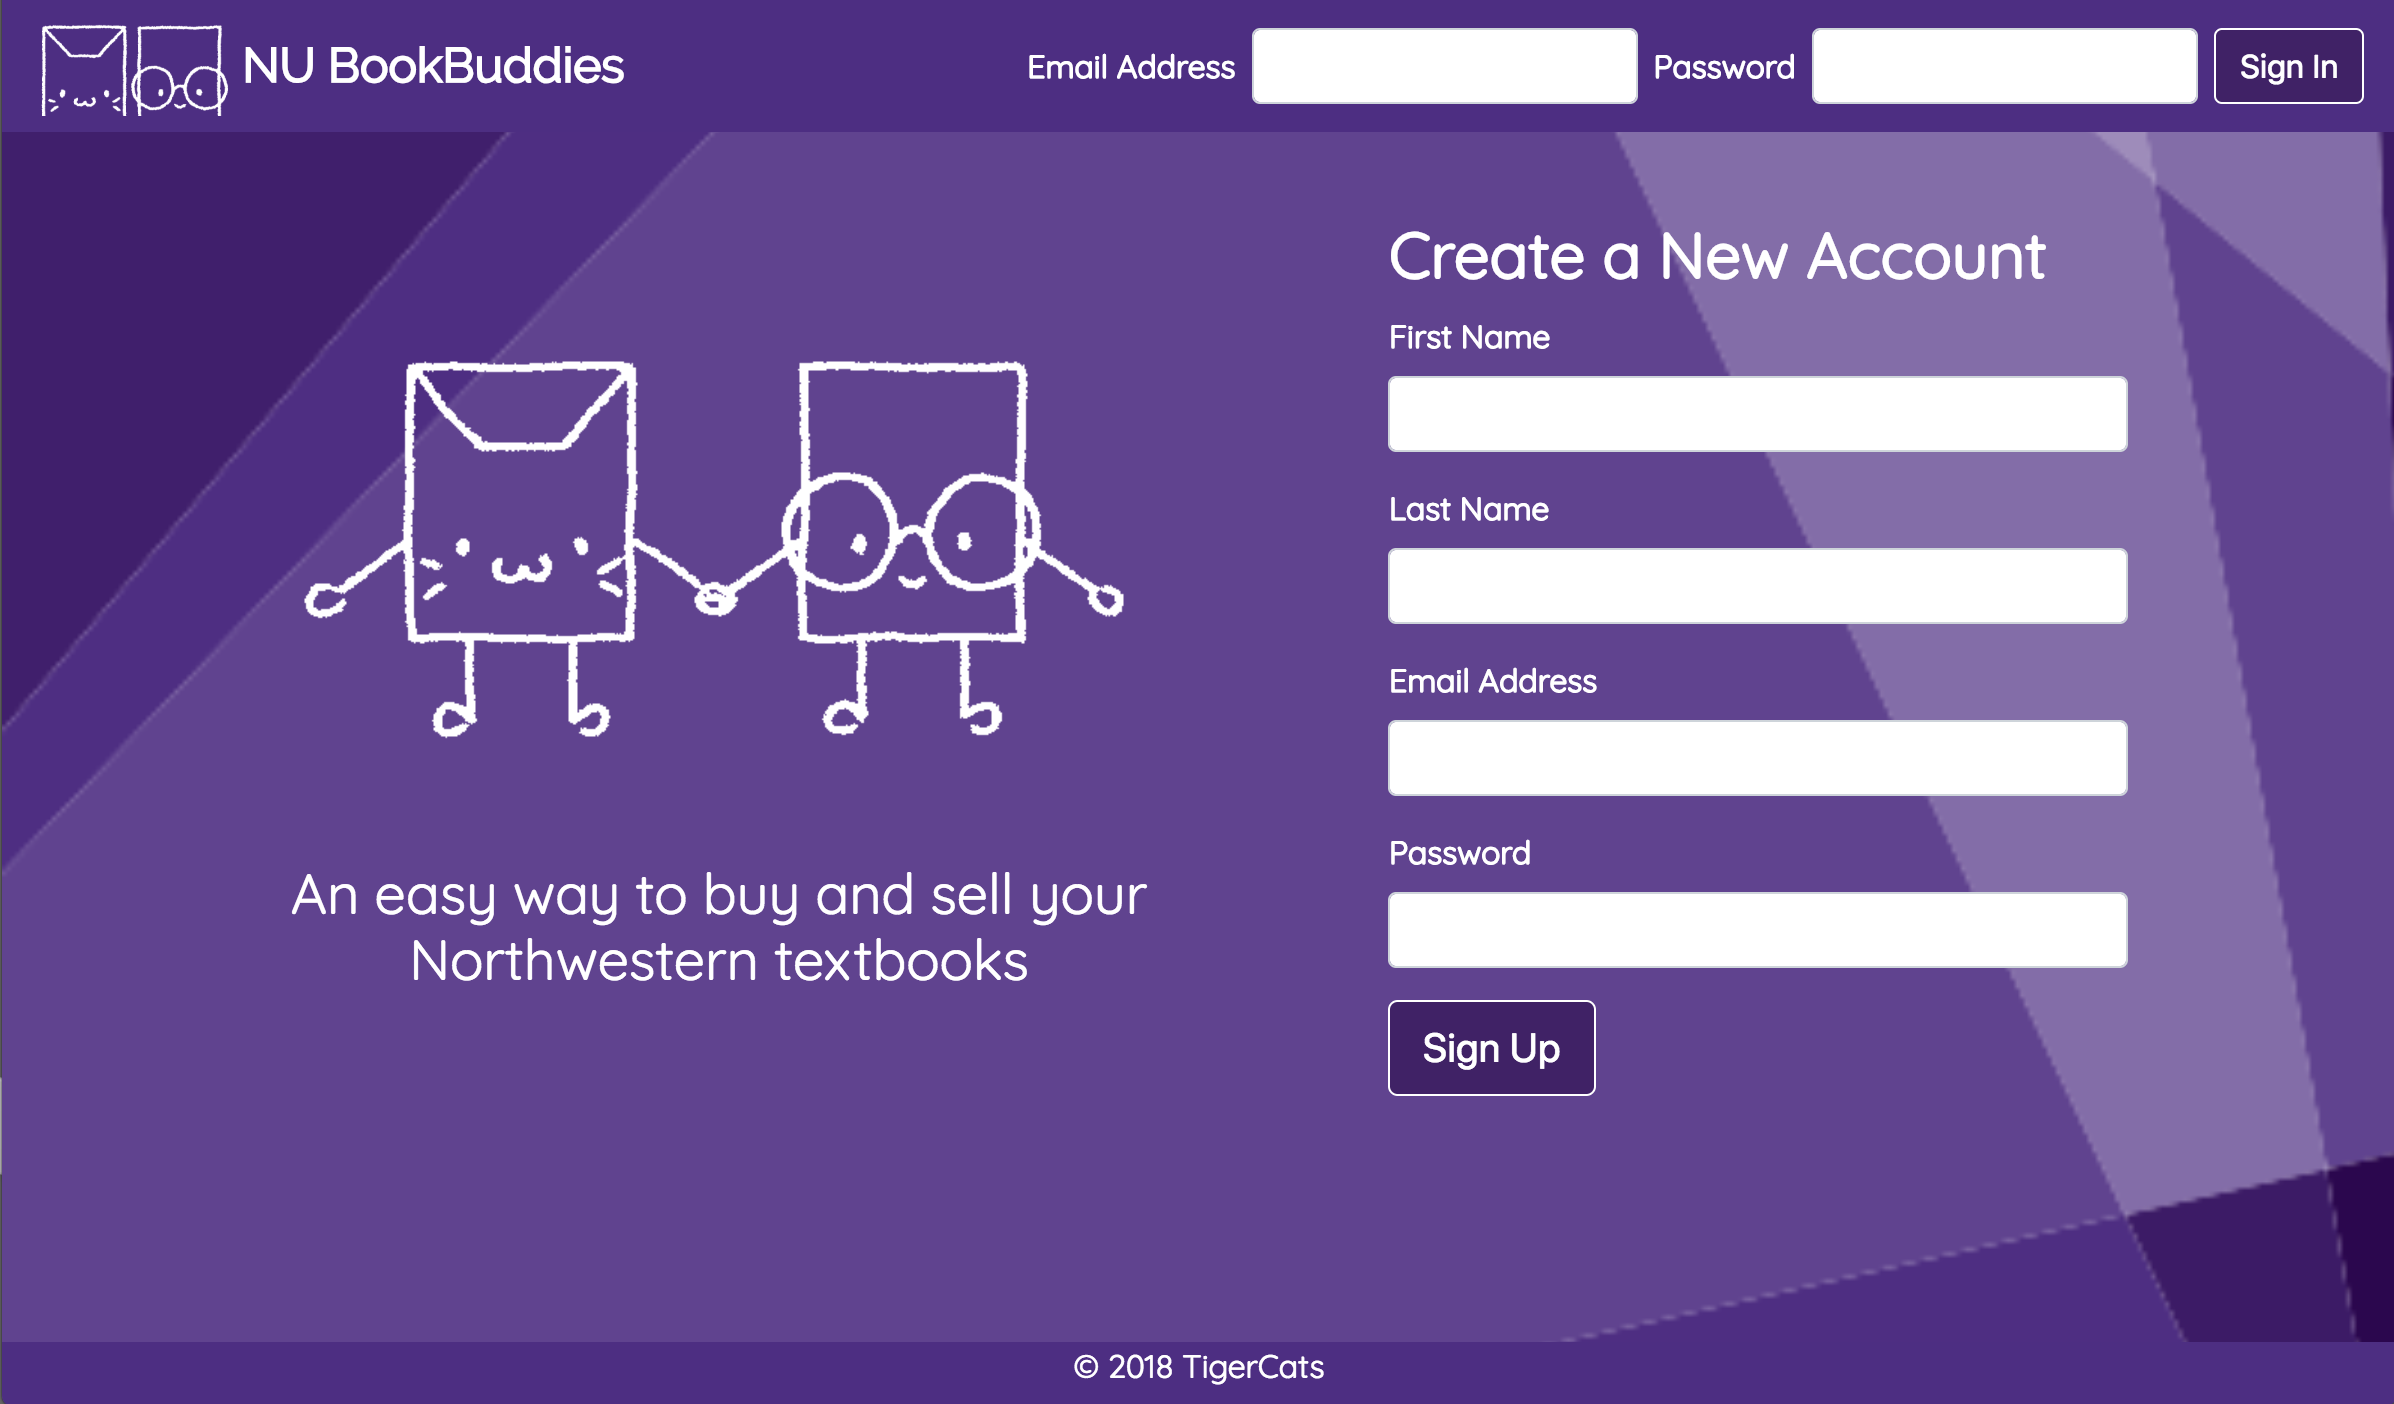 NU BookBuddies
Email Address
Password
Sign In
Create a New Account
First Name
Last Name
Email Address
Password
Sign Up
An easy way to buy and sell your
Northwestern textbooks
© 2018 TigerCats